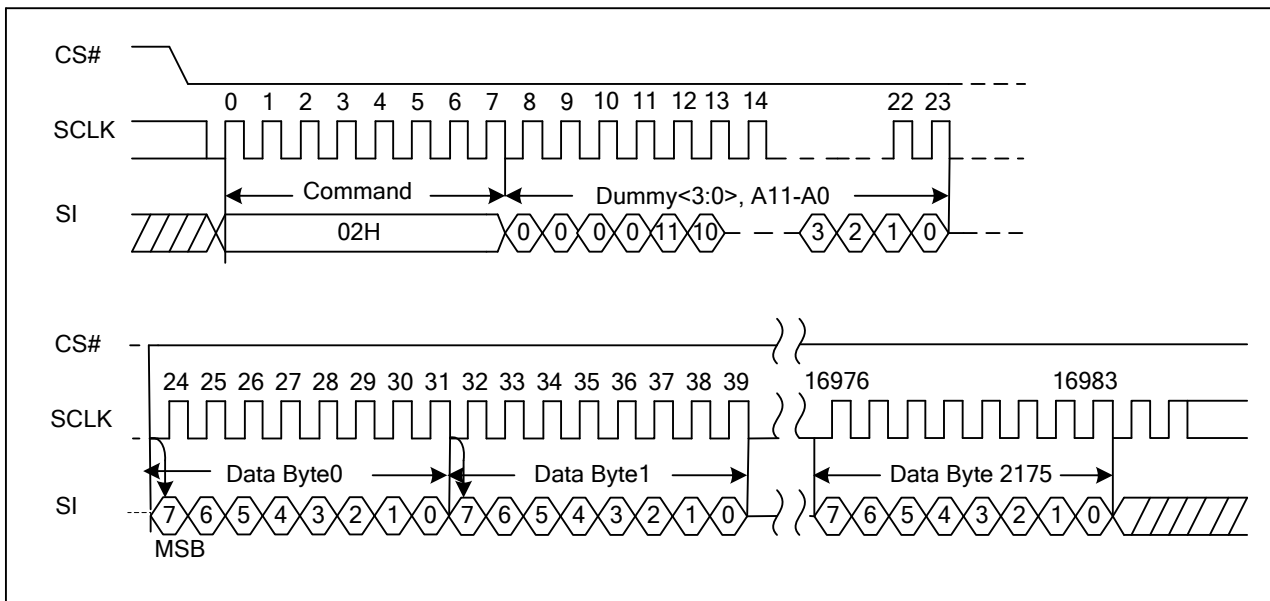 CS#
0 1 2 3 4 5 6 7 8 9 10 11 12 13 14 22 23
SCLK
Command Dummy<3:0>, A11-A0
SI
02H 0 0 0 0 11 10 3 2 1 0
CS#
24 25 26 27 28 29 30 31 32 33 34 35 36 37 38 39 16976 16983
SCLK
Data Byte0 Data Byte1 Data Byte 2175
SI 7 6 5 4 3 2 1 0 7 6 5 4 3 2 1 0 7 6 5 4 3 2 1 0
MSB